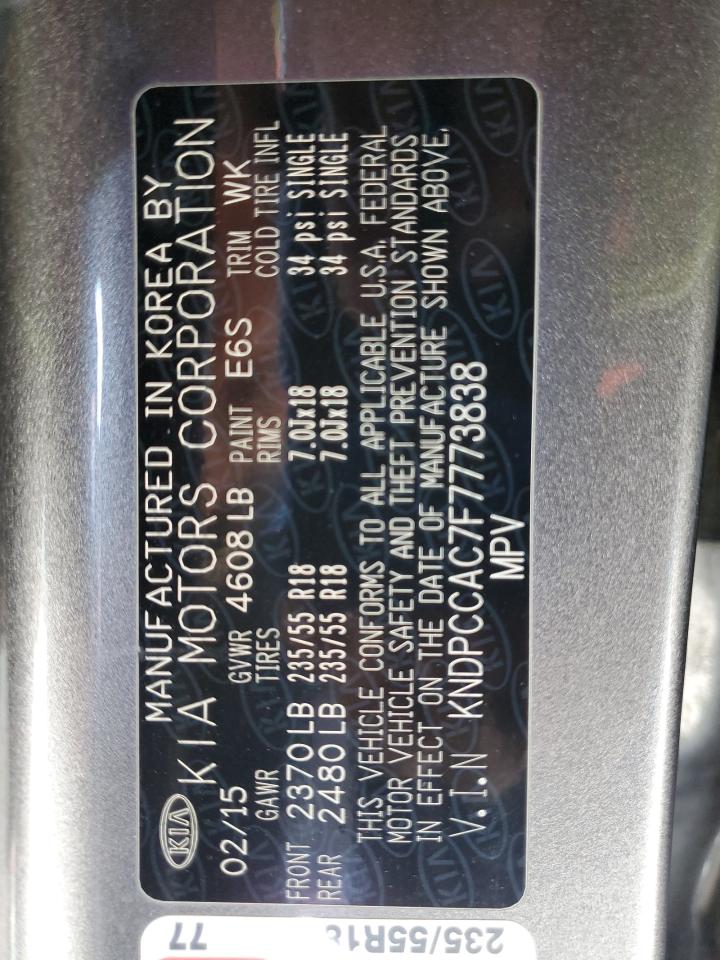 MANUFACTURED IN KOREA BY
KIA KIA MOTORS CORPORATION
02/15 GVWR 4608 LB PAINT E6S TRIM WK
GAWR TIRES RIMS COLD TIRE INFL
FRONT 2370 LB 235/55 R18 7.0Jx18 34 psi SINGLE
REAR 2480 LB 235/55 R18 7.0Jx18 34 psi SINGLE
THIS VEHICLE CONFORMS TO ALL APPLICABLE U.S.A. FEDERAL
MOTOR VEHICLE SAFETY AND THEFT PREVENTION STANDARDS
IN EFFECT ON THE DATE OF MANUFACTURE SHOWN ABOVE.
V.I.N KNDPCCAC7F7773838
MPV
235/55R18
77